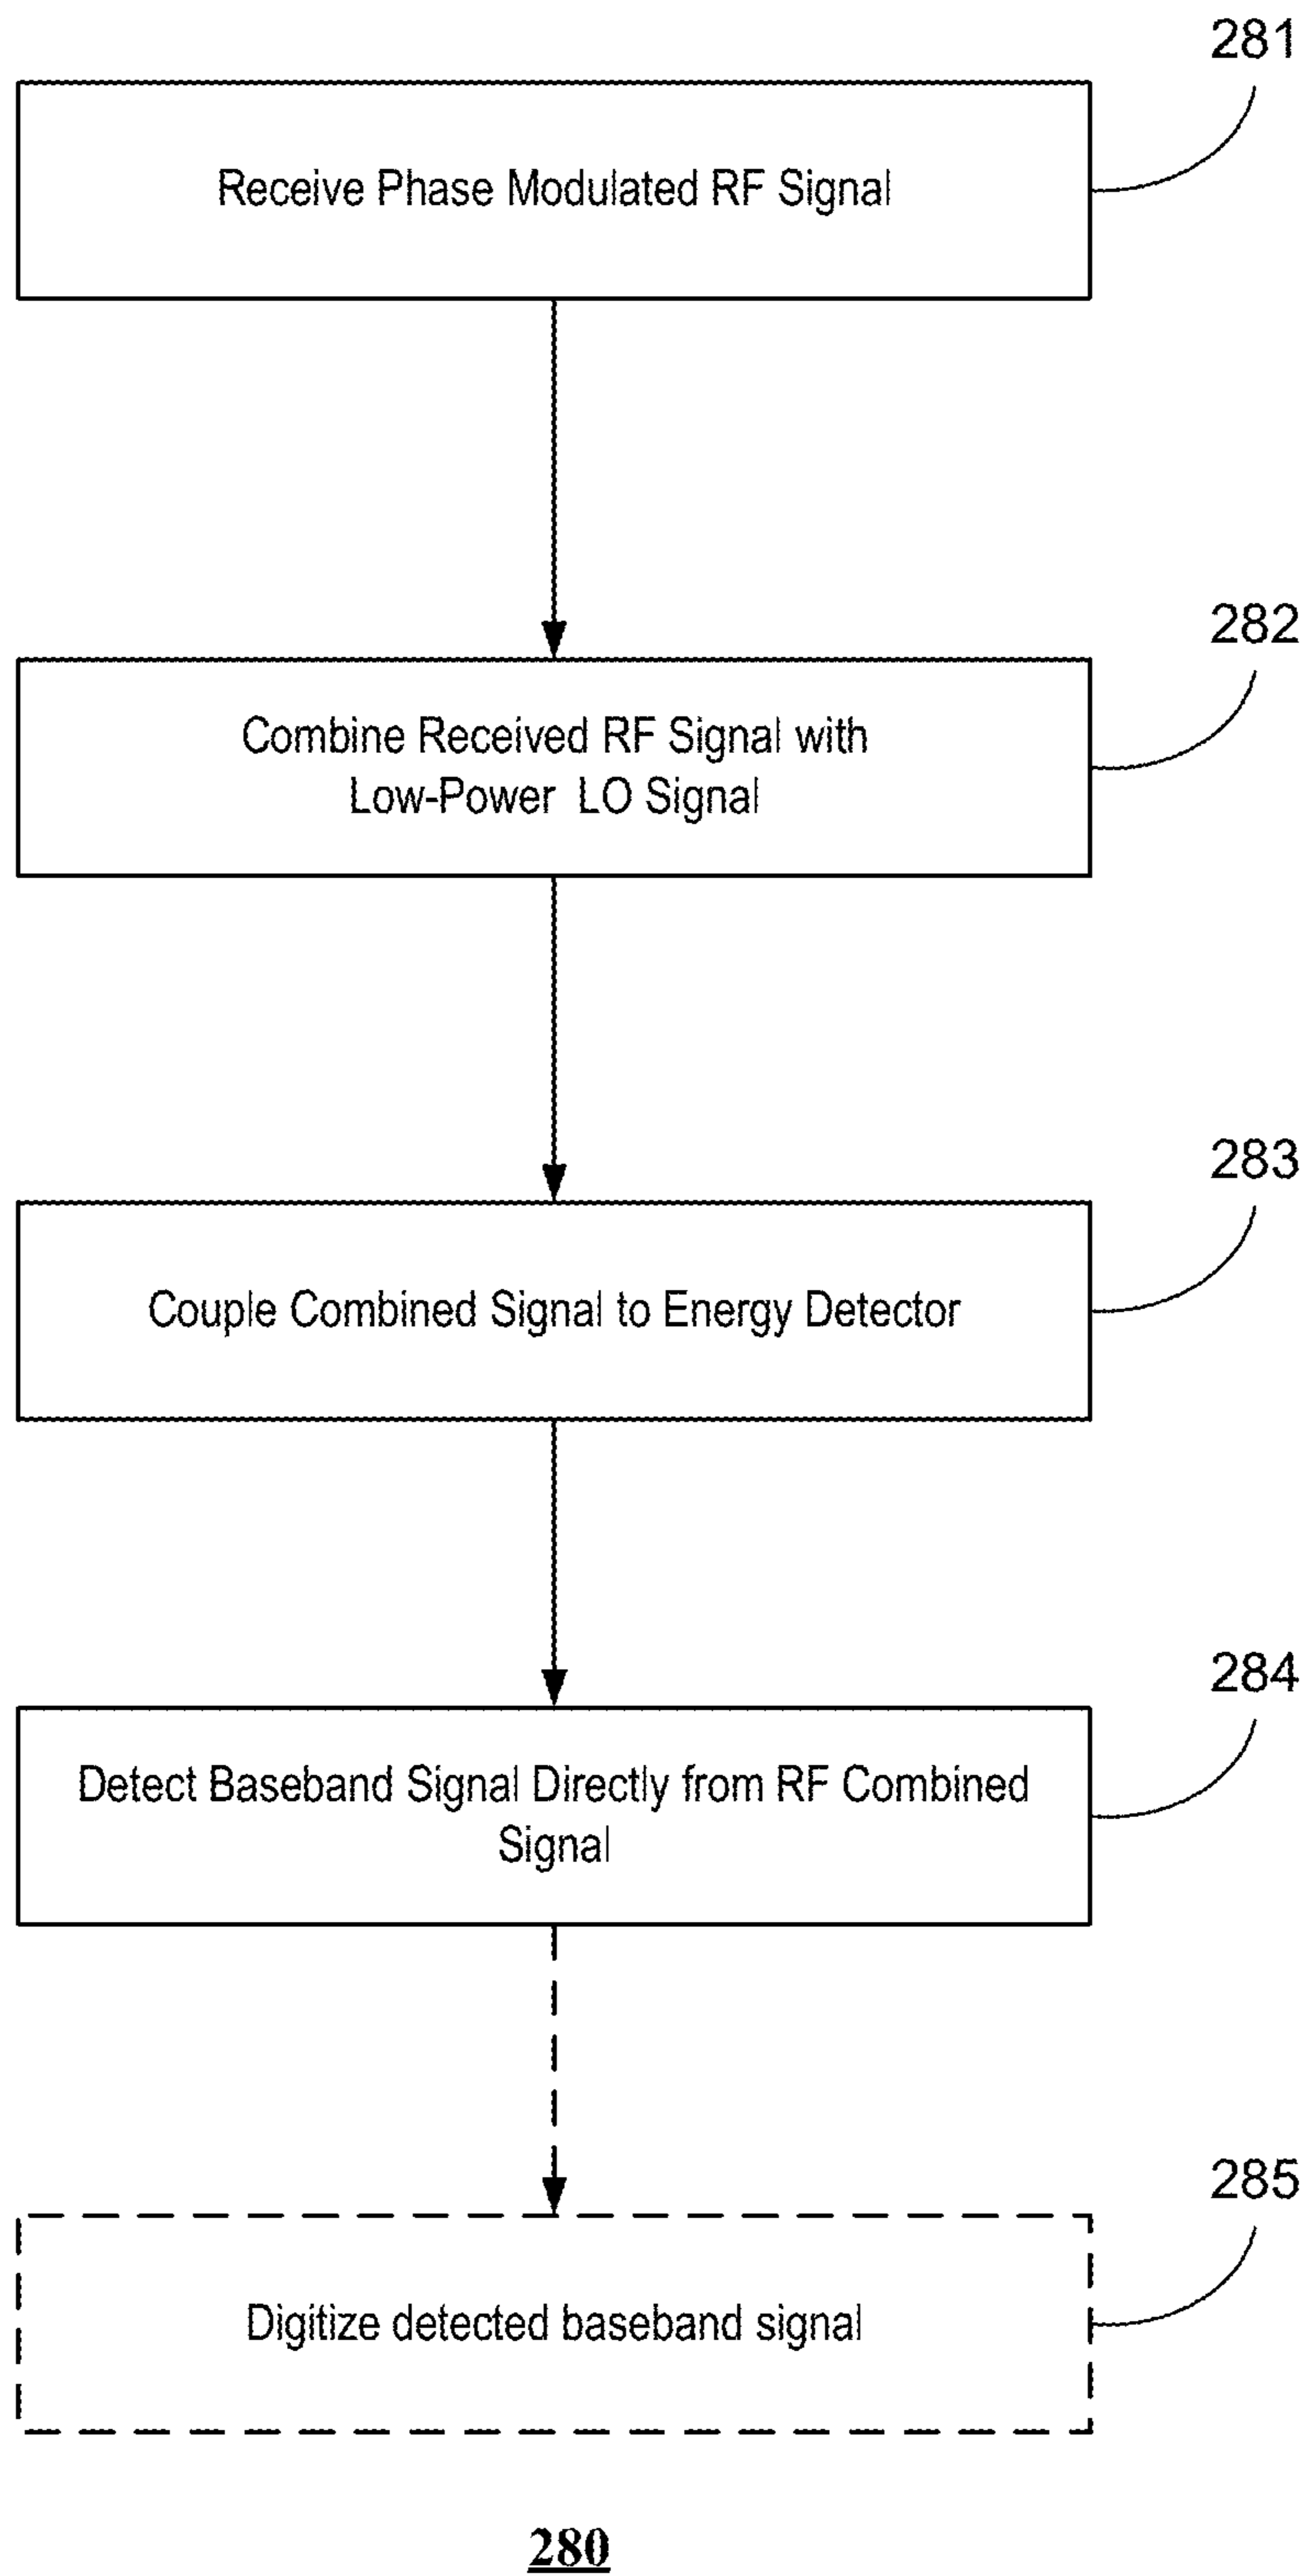 281
Receive Phase Modulated RF Signal
282
Combine Received RF Signal with
Low-Power LO Signal
283
Couple Combined Signal to Energy Detector
284
Detect Baseband Signal Directly from RF Combined
Signal
285
Digitize detected baseband signal
280